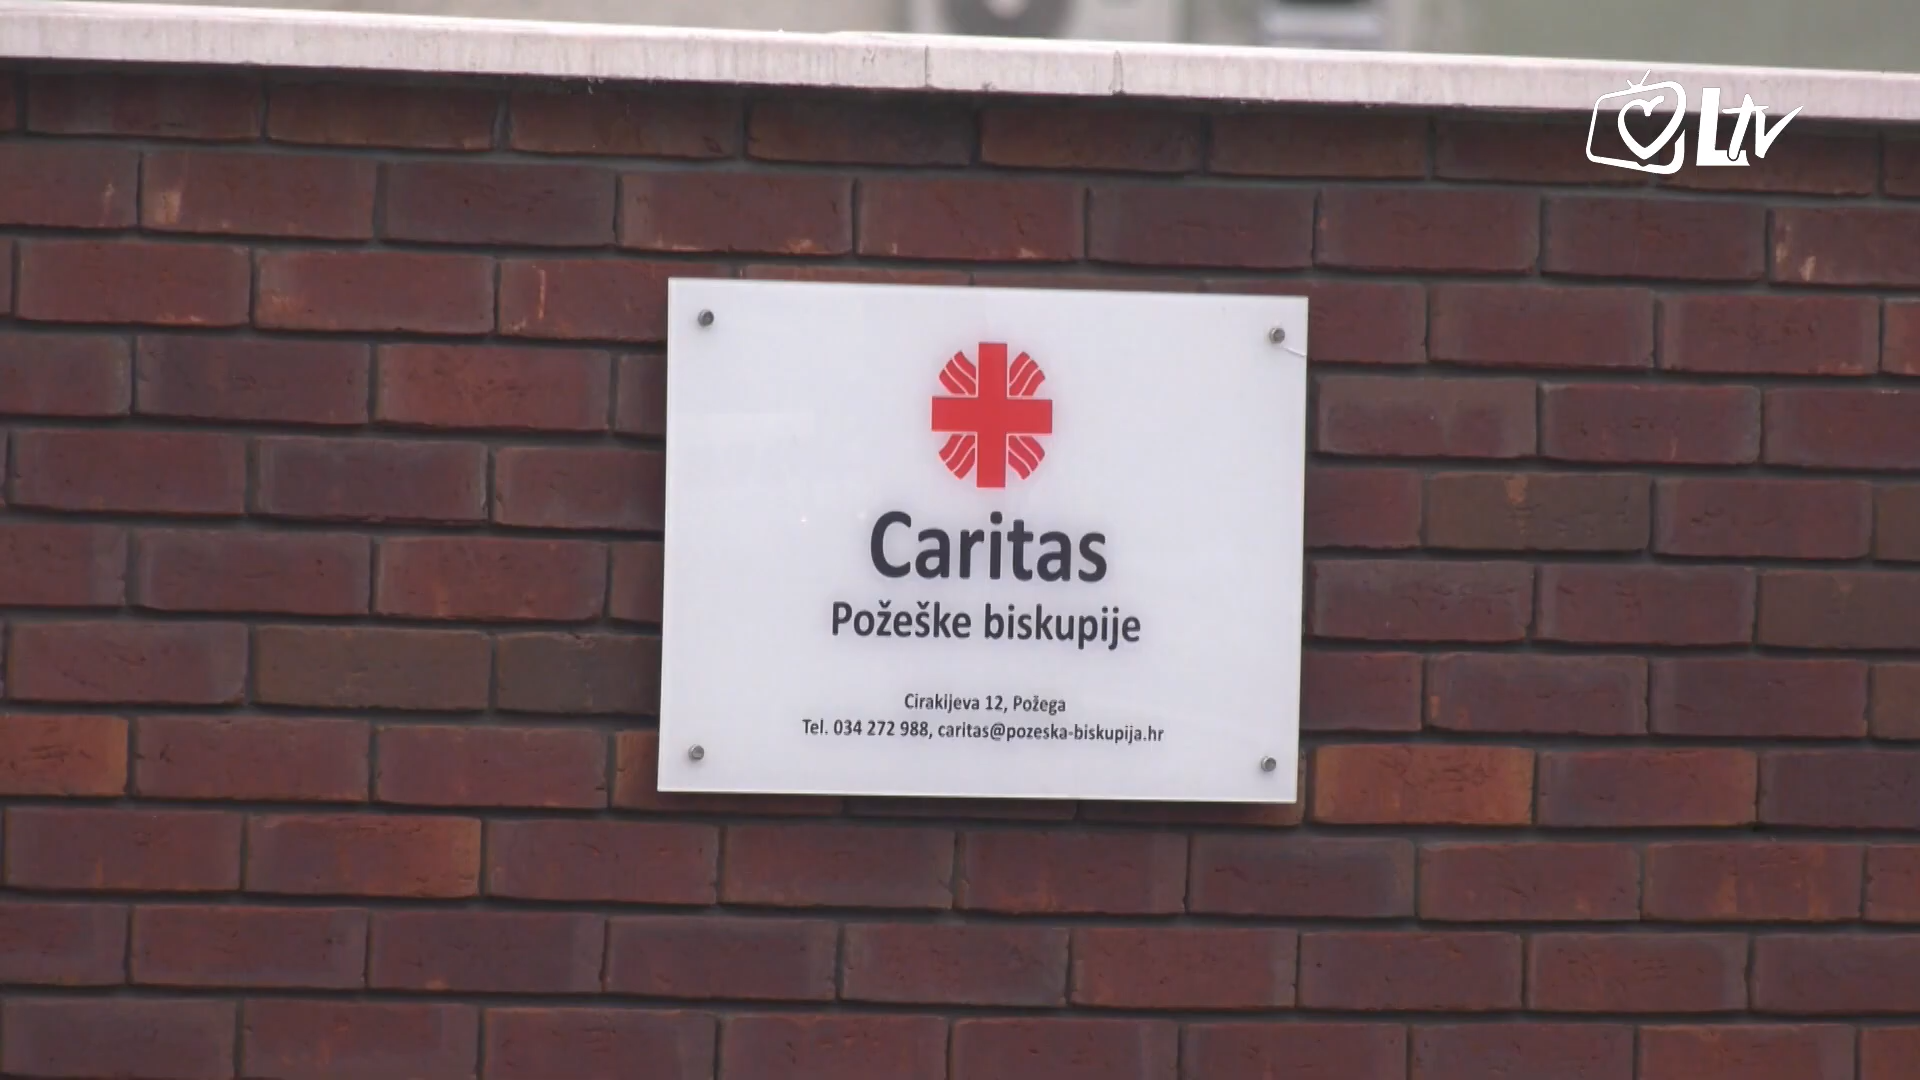 LTV
Caritas
Požeške biskupije
Cirakijeva 12, Požega
Tel. 034 272 988, caritas@pozeska-biskupija.hr